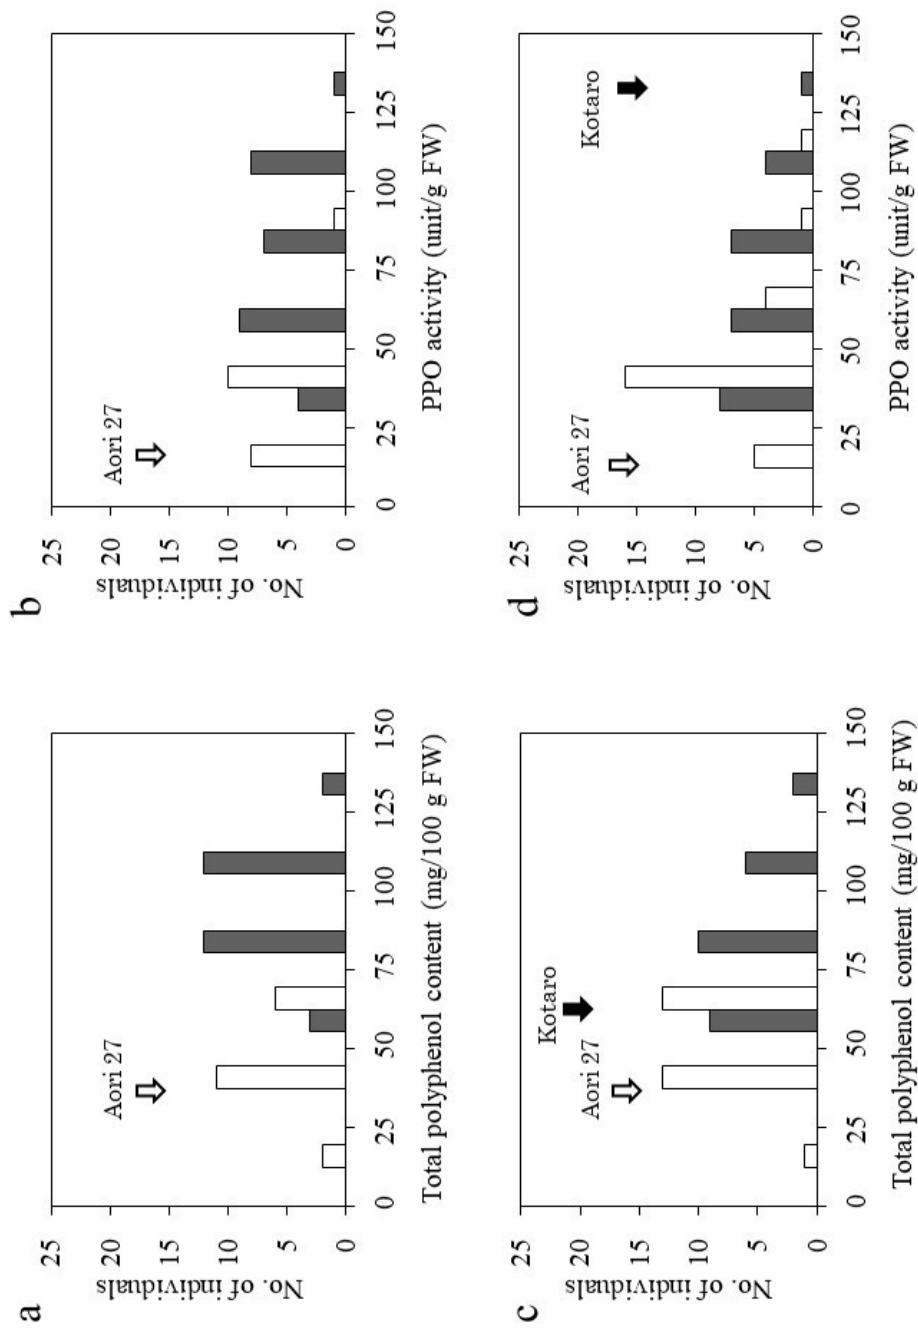 a
No. of individuals
25
20
15
10
5
0
Aori 27
0 25 50 75 100 125 150
Total polyphenol content (mg/100 g FW)
b
No. of individuals
25
20
15
10
5
0
Aori 27
0 25 50 75 100 125 150
PPO activity (unit/g FW)
c
No. of individuals
25
20
15
10
5
0
Kotaro
Aori 27
0 25 50 75 100 125 150
Total polyphenol content (mg/100 g FW)
d
No. of individuals
25
20
15
10
5
0
Aori 27
Kotaro
0 25 50 75 100 125 150
PPO activity (unit/g FW)